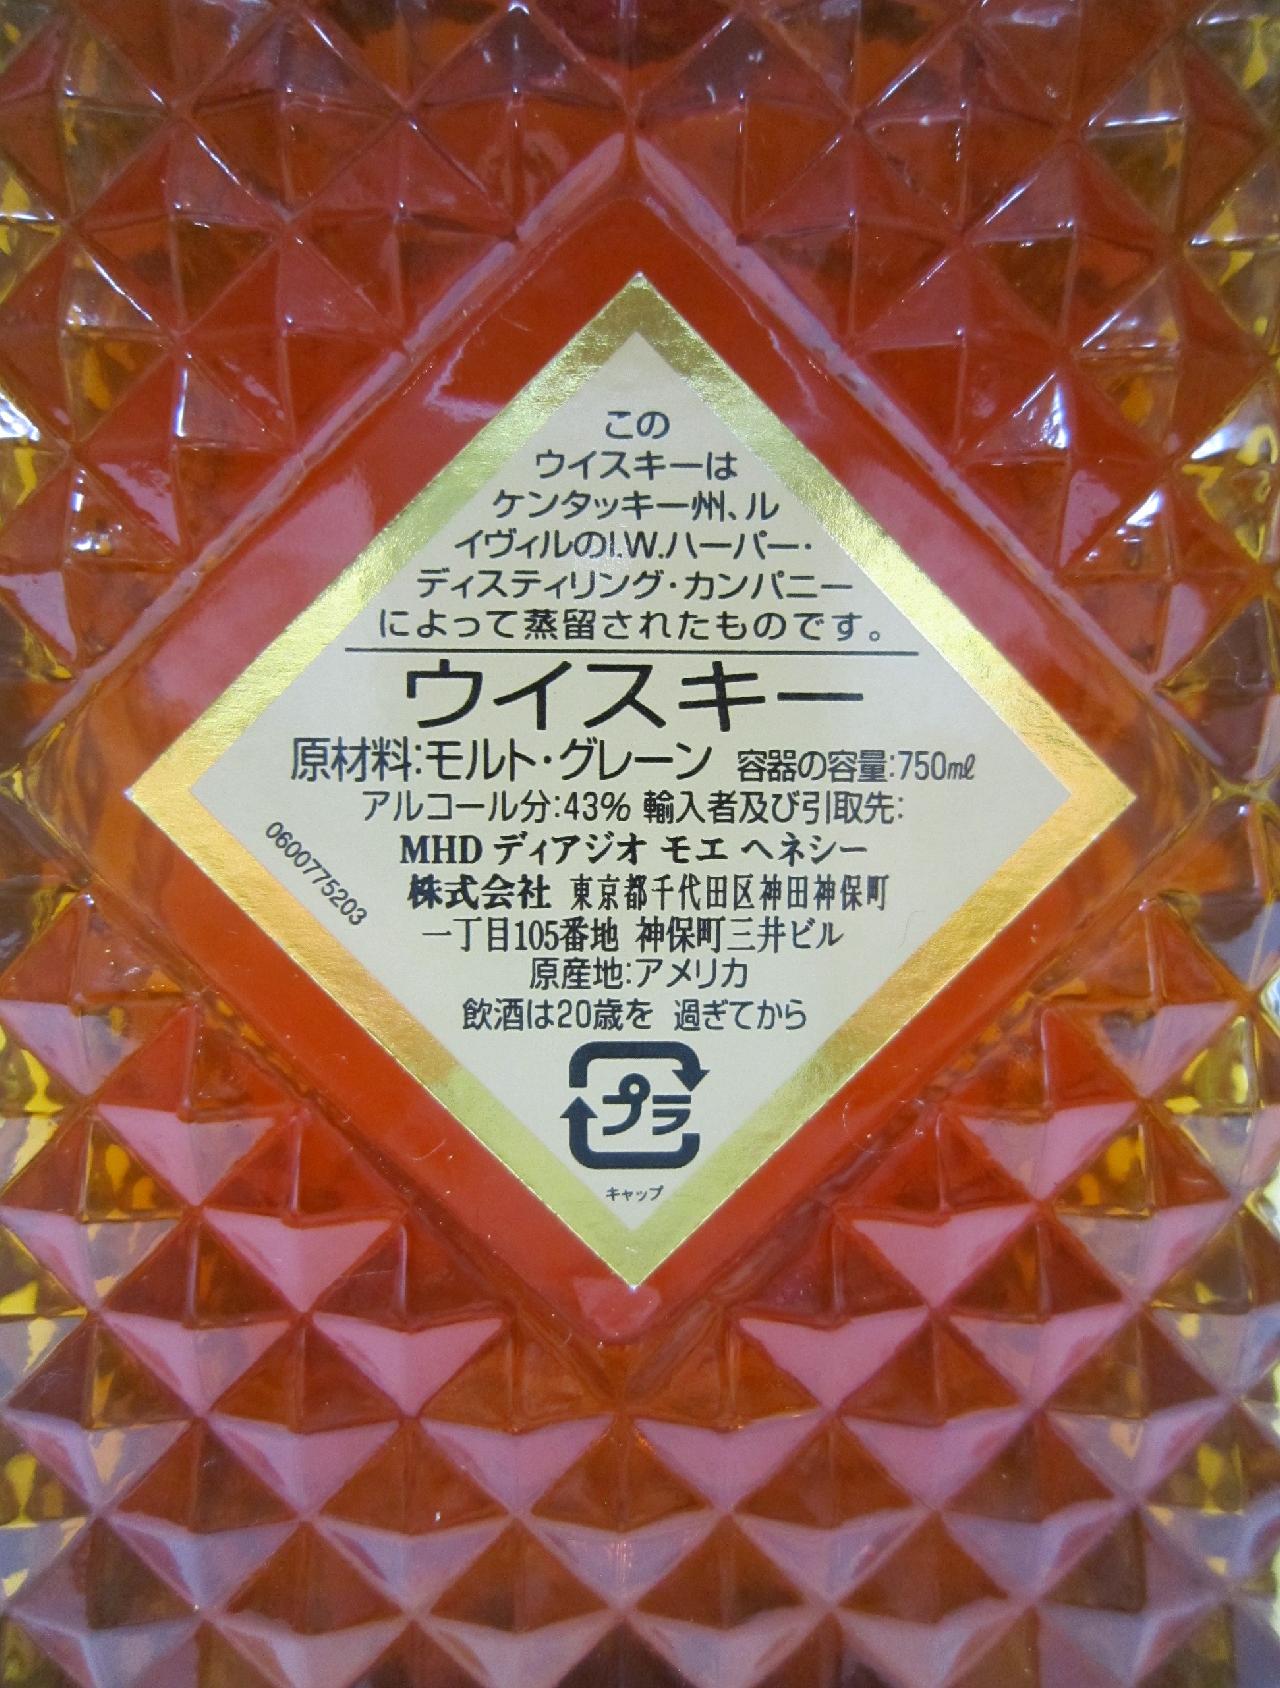 この
ウイスキーは
ケンタッキー州、ル
イヴィルのI.W.ハーパー・
ディスティリング・カンパニー
によって蒸留されたものです。
ウイスキー
原材料:モルト・グレーン 容器の容量:750㎖
アルコール分:43% 輸入者及び引取先:
MHD ディアジオ モエ ヘネシー
株式会社 東京都千代田区神田神保町
一丁目105番地 神保町三井ビル
原産地:アメリカ
飲酒は20歳を 過ぎてから
0600775203
プラ
キャップ